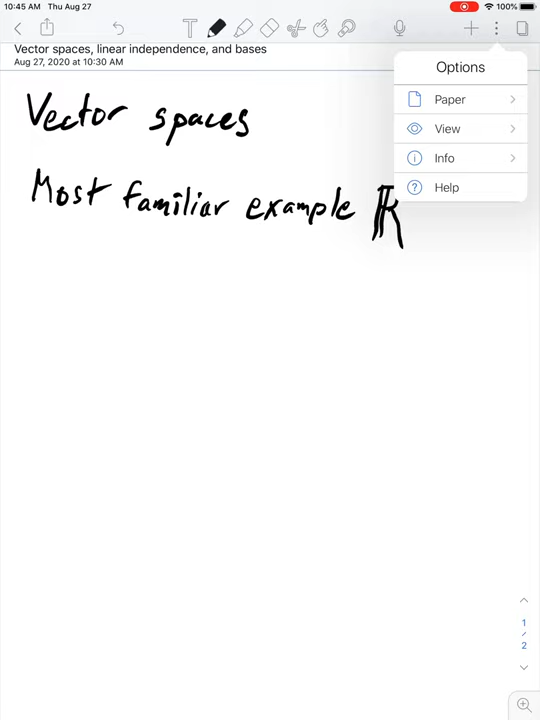 10:45 AM Thu Aug 27
100%
Vector spaces, linear independence, and bases
Aug 27, 2020 at 10:30 AM
Options
Paper
View
Info
Help
Vector spaces
Most familiar example ℝ
1
/
2